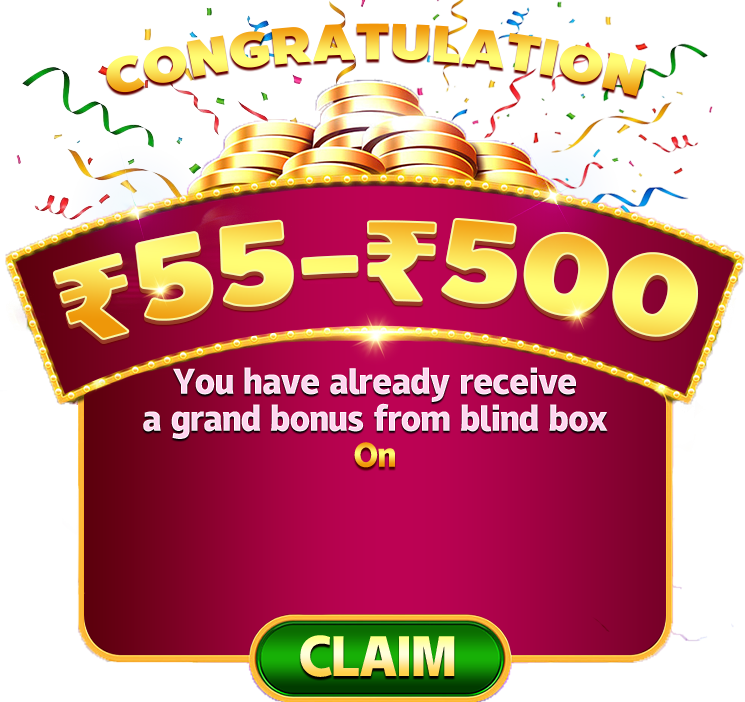 CONGRATULATION
₹55–₹500
You have already receive
a grand bonus from blind box
On
CLAIM